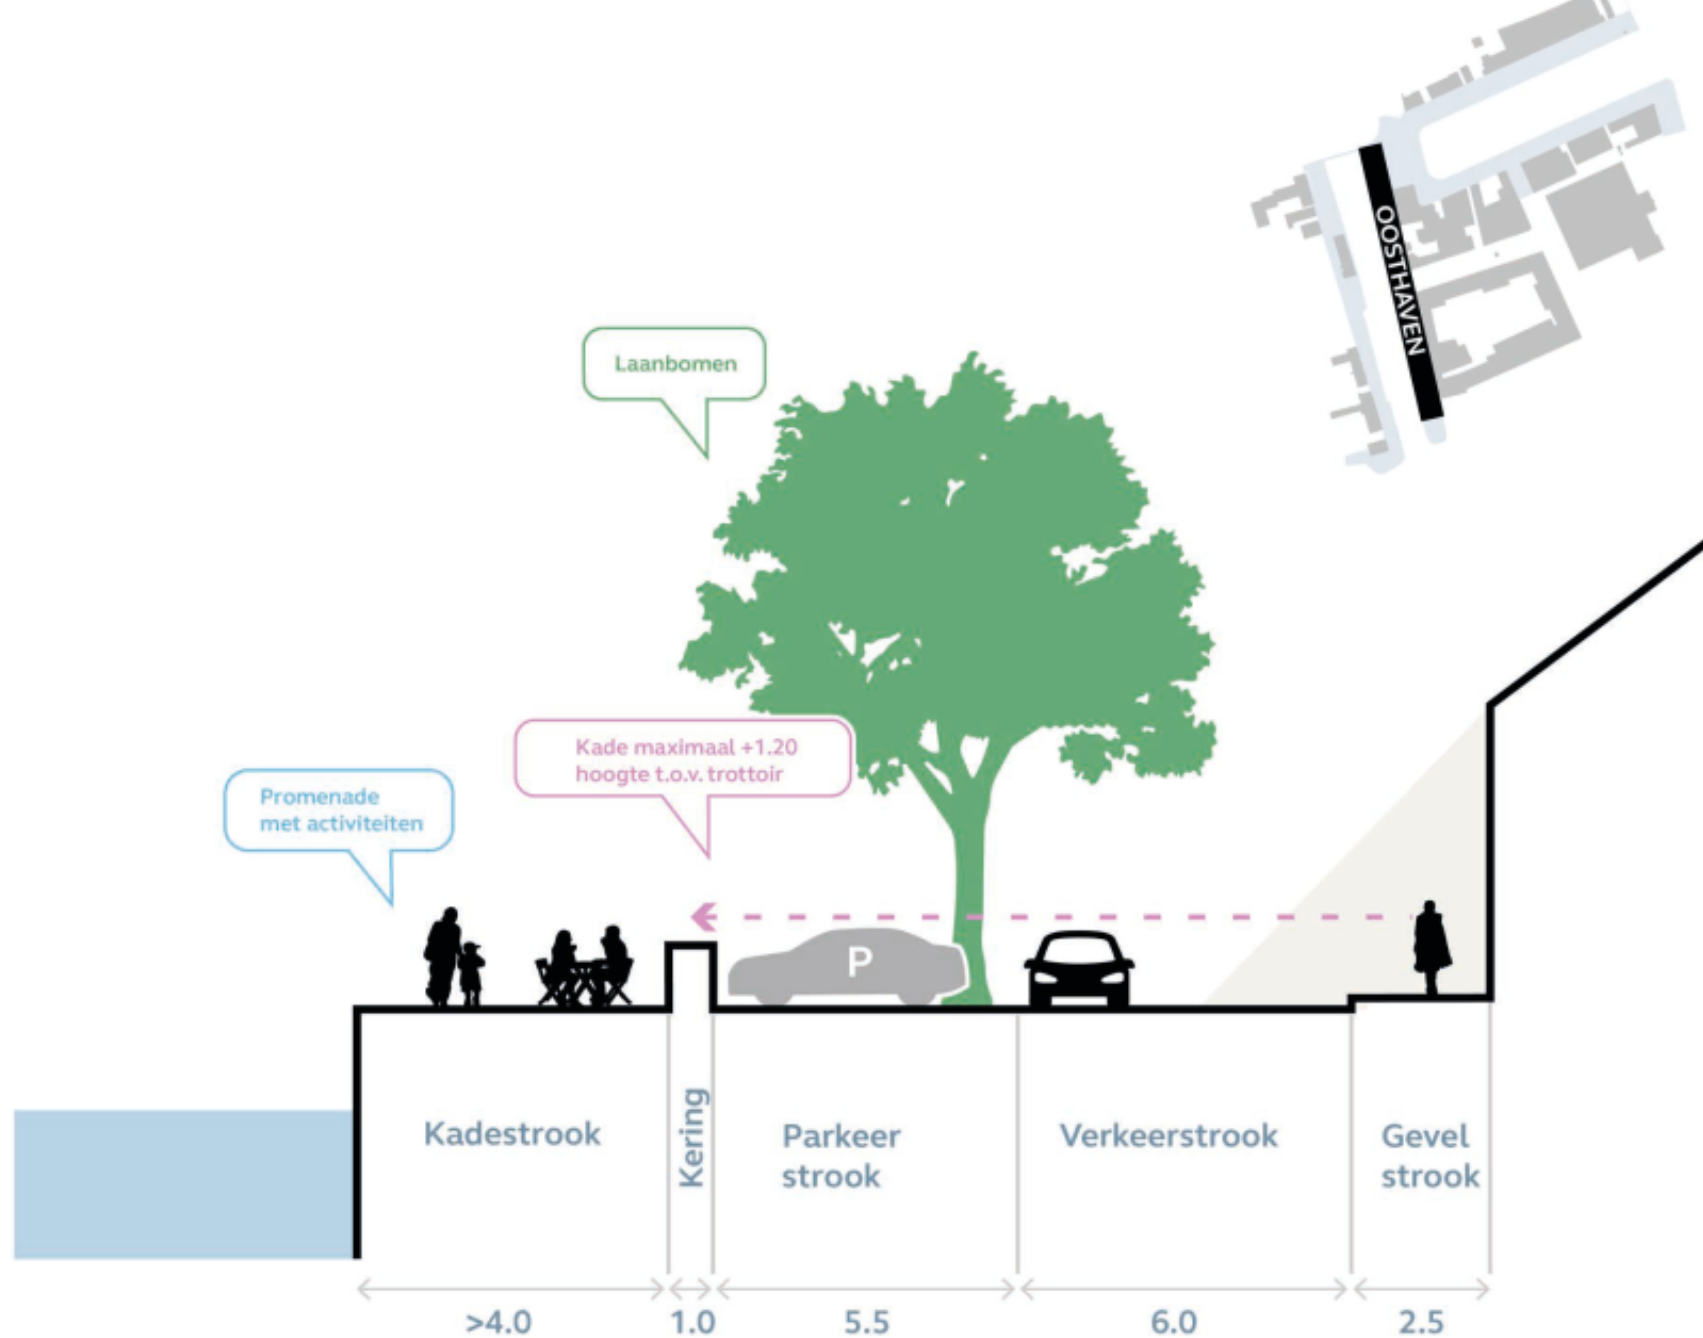 OOSTHAVEN
Laanbomen
Kade maximaal +1.20
hoogte t.o.v. trottoir
Promenade
met activiteiten
P
Kadestrook
Kering
Parkeer
strook
Verkeerstrook
Gevel
strook
>4.0
1.0
5.5
6.0
2.5